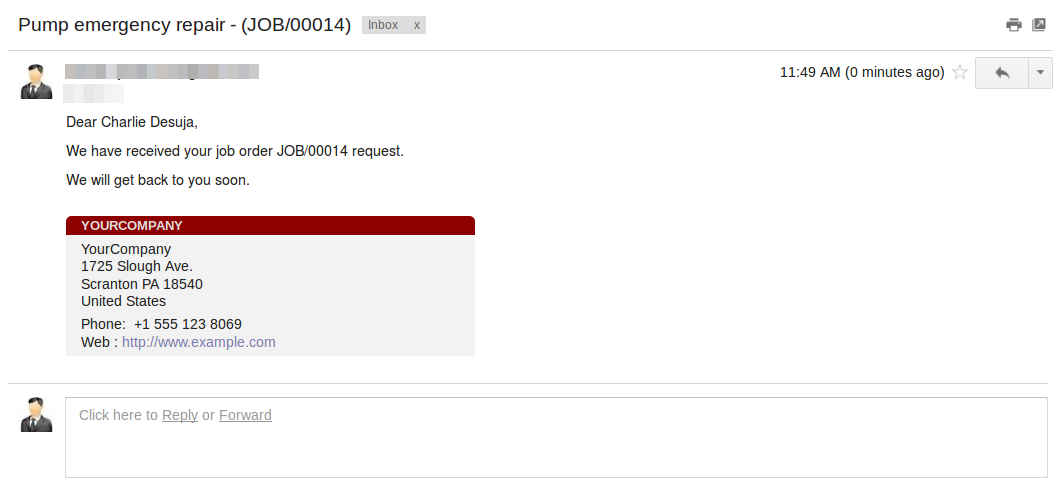 Pump emergency repair - (JOB/00014) Inbox x
11:49 AM (0 minutes ago)
Dear Charlie Desuja,
We have received your job order JOB/00014 request.
We will get back to you soon.
YOURCOMPANY
YourCompany
1725 Slough Ave.
Scranton PA 18540
United States
Phone: +1 555 123 8069
Web : http://www.example.com
Click here to Reply or Forward